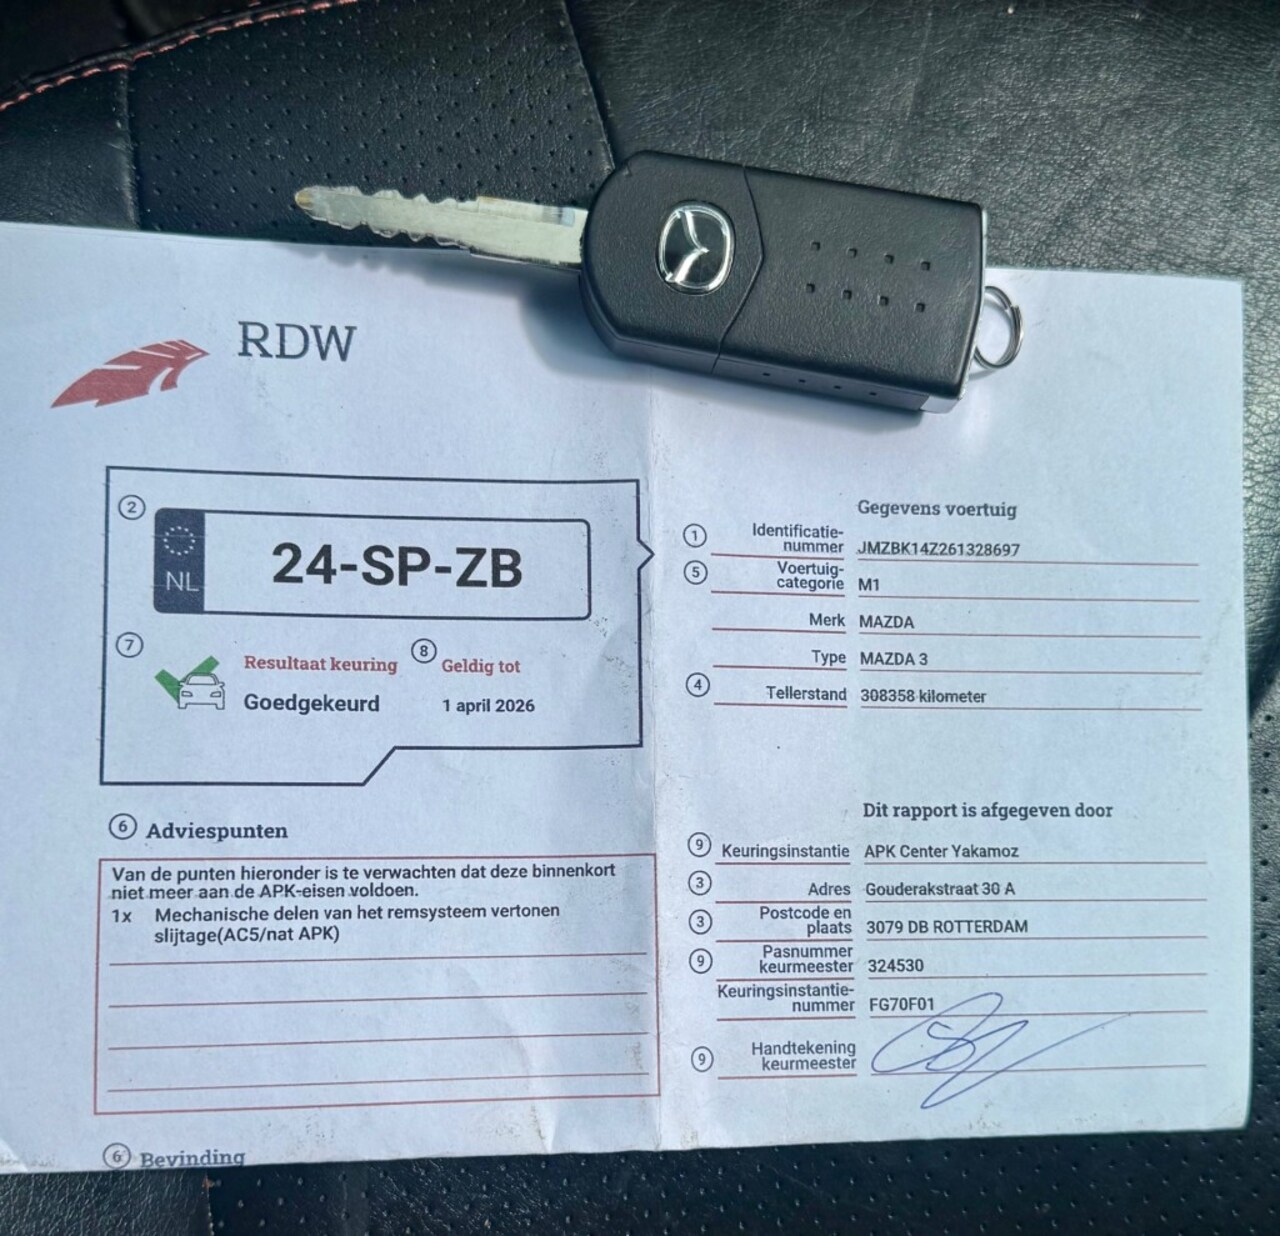 RDW
2
NL
24-SP-ZB
7
Resultaat keuring
Goedgekeurd
8
Geldig tot
1 april 2026
6 Adviespunten
Van de punten hieronder is te verwachten dat deze binnenkort
niet meer aan de APK-eisen voldoen.
1x Mechanische delen van het remsysteem vertonen
slijtage(AC5/nat APK)
6 Bevinding
Gegevens voertuig
1 Identificatie-
nummer JMZBK14Z261328697
5 Voertuig-
categorie M1
Merk MAZDA
Type MAZDA 3
4 Tellerstand 308358 kilometer
Dit rapport is afgegeven door
9 Keuringsinstantie APK Center Yakamoz
3 Adres Gouderakstraat 30 A
3 Postcode en
plaats 3079 DB ROTTERDAM
9 Pasnummer
keurmeester 324530
Keuringsinstantie-
nummer FG70F01
9 Handtekening
keurmeester